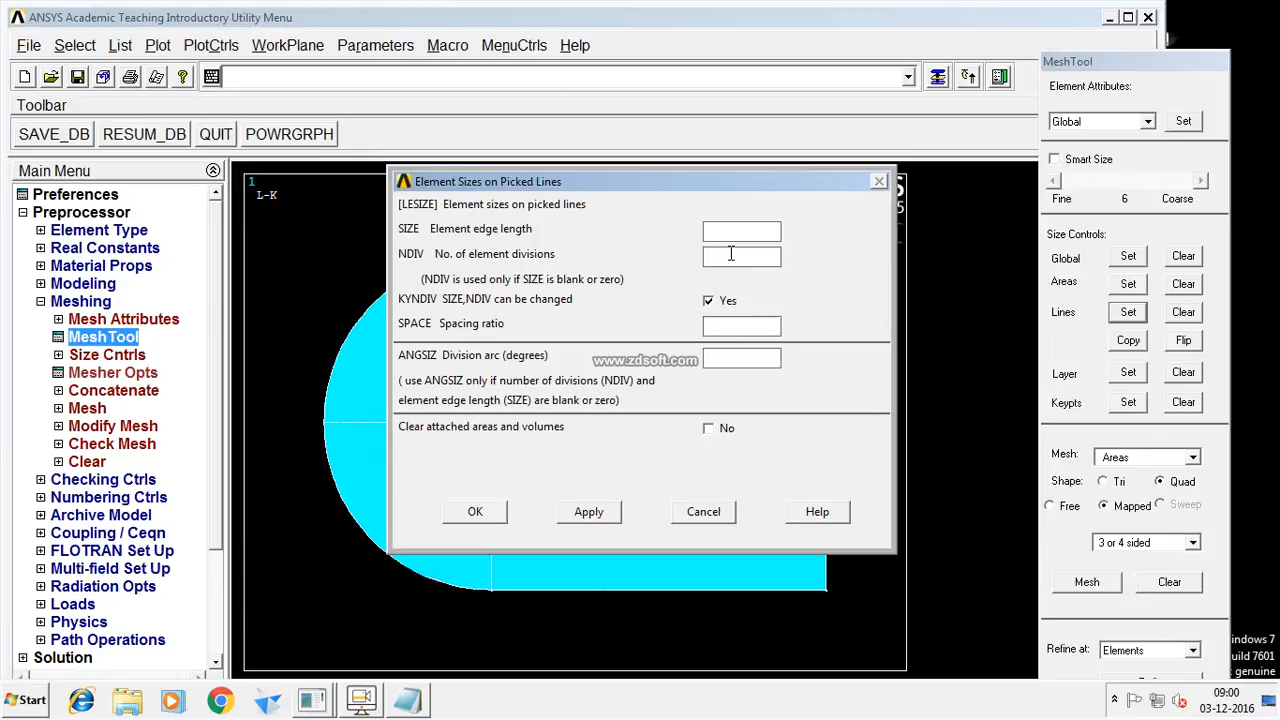 ANSYS Academic Teaching Introductory Utility Menu
File Select List Plot PlotCtrls WorkPlane Parameters Macro MenuCtrls Help
Toolbar
SAVE_DB RESUM_DB QUIT POWRGRPH
Main Menu
Preferences
Preprocessor
Element Type
Real Constants
Material Props
Modeling
Meshing
Mesh Attributes
MeshTool
Size Cntrls
Mesher Opts
Concatenate
Mesh
Modify Mesh
Check Mesh
Clear
Checking Ctrls
Numbering Ctrls
Archive Model
Coupling / Ceqn
FLOTRAN Set Up
Multi-field Set Up
Radiation Opts
Loads
Physics
Path Operations
Solution
1
L-K
S
5
Element Sizes on Picked Lines
[LESIZE] Element sizes on picked lines
SIZE Element edge length
NDIV No. of element divisions
(NDIV is used only if SIZE is blank or zero)
KYNDIV SIZE,NDIV can be changed Yes
SPACE Spacing ratio
ANGSIZ Division arc (degrees)
www.zdsoft.com
( use ANGSIZ only if number of divisions (NDIV) and
element edge length (SIZE) are blank or zero)
Clear attached areas and volumes No
OK Apply Cancel Help
MeshTool
Element Attributes:
Global Set
Smart Size
Fine 6 Coarse
Size Controls:
Global Set Clear
Areas Set Clear
Lines Set Clear
Copy Flip
Layer Set Clear
Keypts Set Clear
Mesh: Areas
Shape: Tri Quad
Free Mapped Sweep
3 or 4 sided
Mesh Clear
Refine at: Elements
indows 7
uild 7601
genuine
Start
09:00
03-12-2016